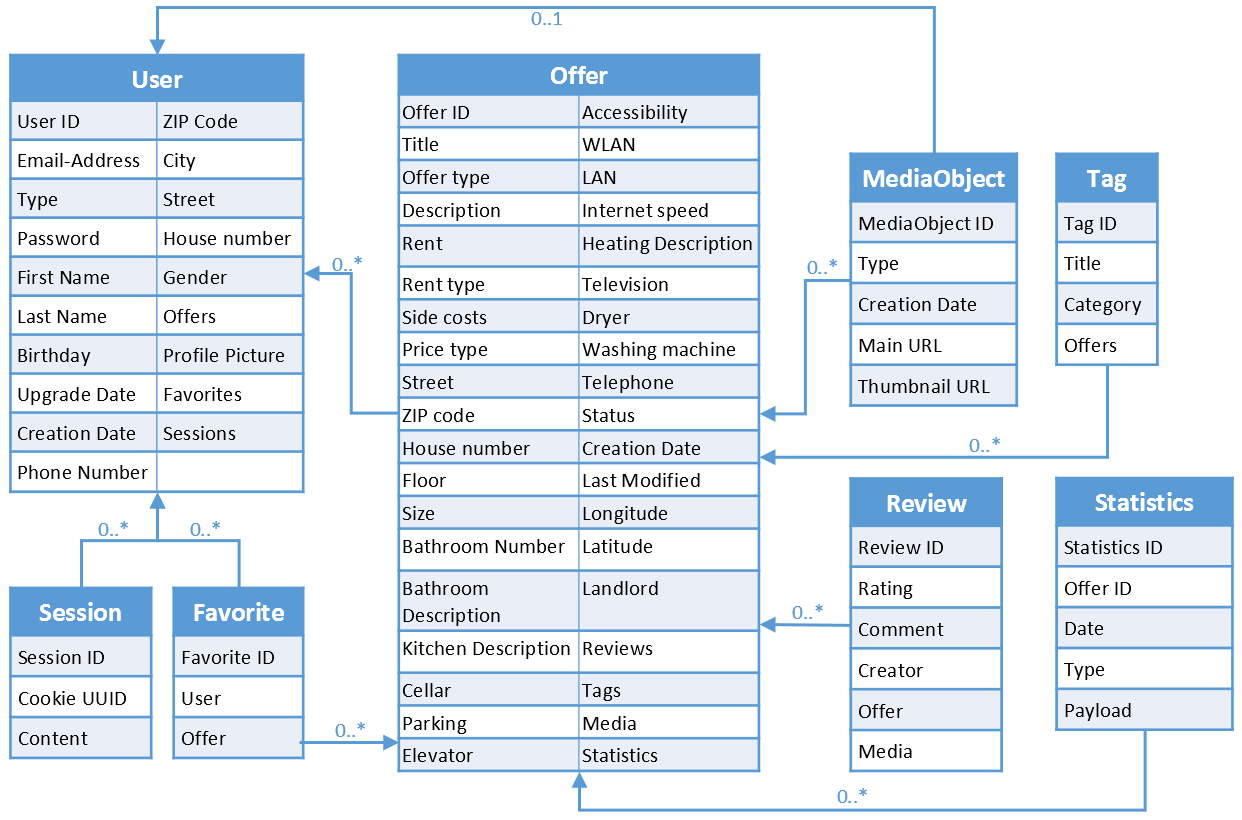 0..1
User
User ID ZIP Code
Email-Address City
Type Street
Password House number
First Name Gender
Last Name Offers
Birthday Profile Picture
Upgrade Date Favorites
Creation Date Sessions
Phone Number
0..*
Offer
Offer ID Accessibility
Title WLAN
Offer type LAN
Description Internet speed
Rent Heating Description
Rent type Television
Side costs Dryer
Price type Washing machine
Street Telephone
ZIP code Status
House number Creation Date
Floor Last Modified
Size Longitude
Bathroom Number Latitude
Bathroom Landlord
Description
Kitchen Description Reviews
Cellar Tags
Parking Media
Elevator Statistics
0..*
MediaObject
MediaObject ID
Type
Creation Date
Main URL
Thumbnail URL
Tag
Tag ID
Title
Category
Offers
0..*
0..* 0..*
Session
Session ID
Cookie UUID
Content
Favorite
Favorite ID
User
Offer
0..*
0..*
Review
Review ID
Rating
Comment
Creator
Offer
Media
Statistics
Statistics ID
Offer ID
Date
Type
Payload
0..*